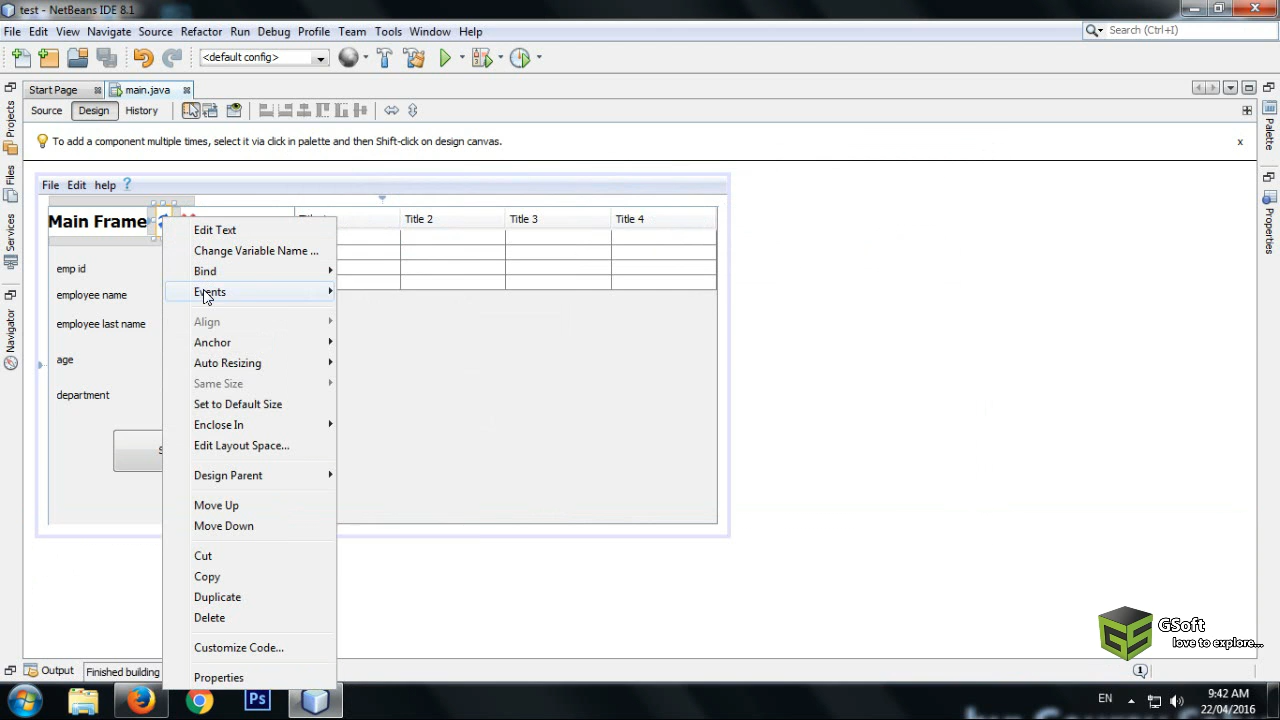 test - NetBeans IDE 8.1
File Edit View Navigate Source Refactor Run Debug Profile Team Tools Window Help
Search (Ctrl+I)
<default config>
Start Page main.java
Source Design History
To add a component multiple times, select it via click in palette and then Shift-click on design canvas.
x
Projects
Files
Services
Navigator
Palette
Properties
File Edit help ?
Main Frame
Title 2 Title 3 Title 4
emp id
employee name
employee last name
age
department
Edit Text
Change Variable Name ...
Bind
Events
Align
Anchor
Auto Resizing
Same Size
Set to Default Size
Enclose In
Edit Layout Space...
Design Parent
Move Up
Move Down
Cut
Copy
Duplicate
Delete
Customize Code...
Properties
GSoft
love to explore...
Output Finished building
1
Ps
EN
9:42 AM
22/04/2016